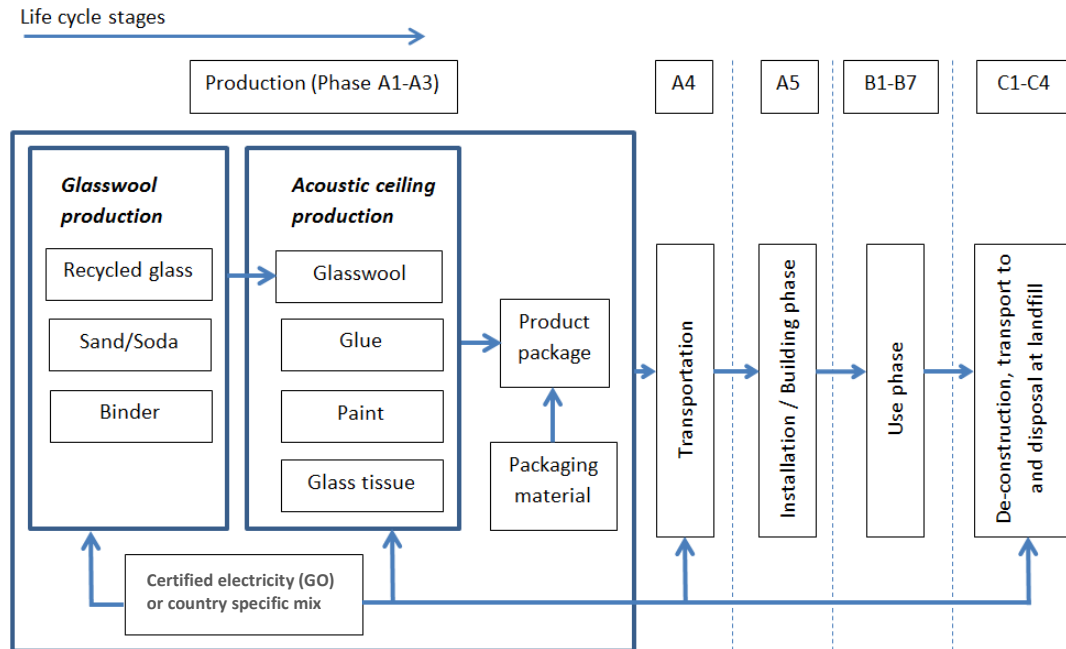 Life cycle stages
Production (Phase A1-A3)
A4
A5
B1-B7
C1-C4
Glasswool
production
Recycled glass
Sand/Soda
Binder
Acoustic ceiling
production
Glasswool
Glue
Paint
Glass tissue
Product
package
Packaging
material
Certified electricity (GO)
or country specific mix
Transportation
Installation / Building phase
Use phase
De-construction, transport to
and disposal at landfill